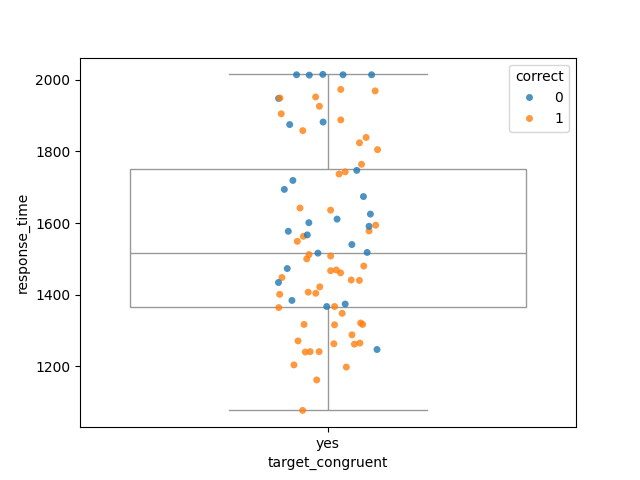 2000
1800
1600
1400
1200
response_time
yes
target_congruent
correct
0
1